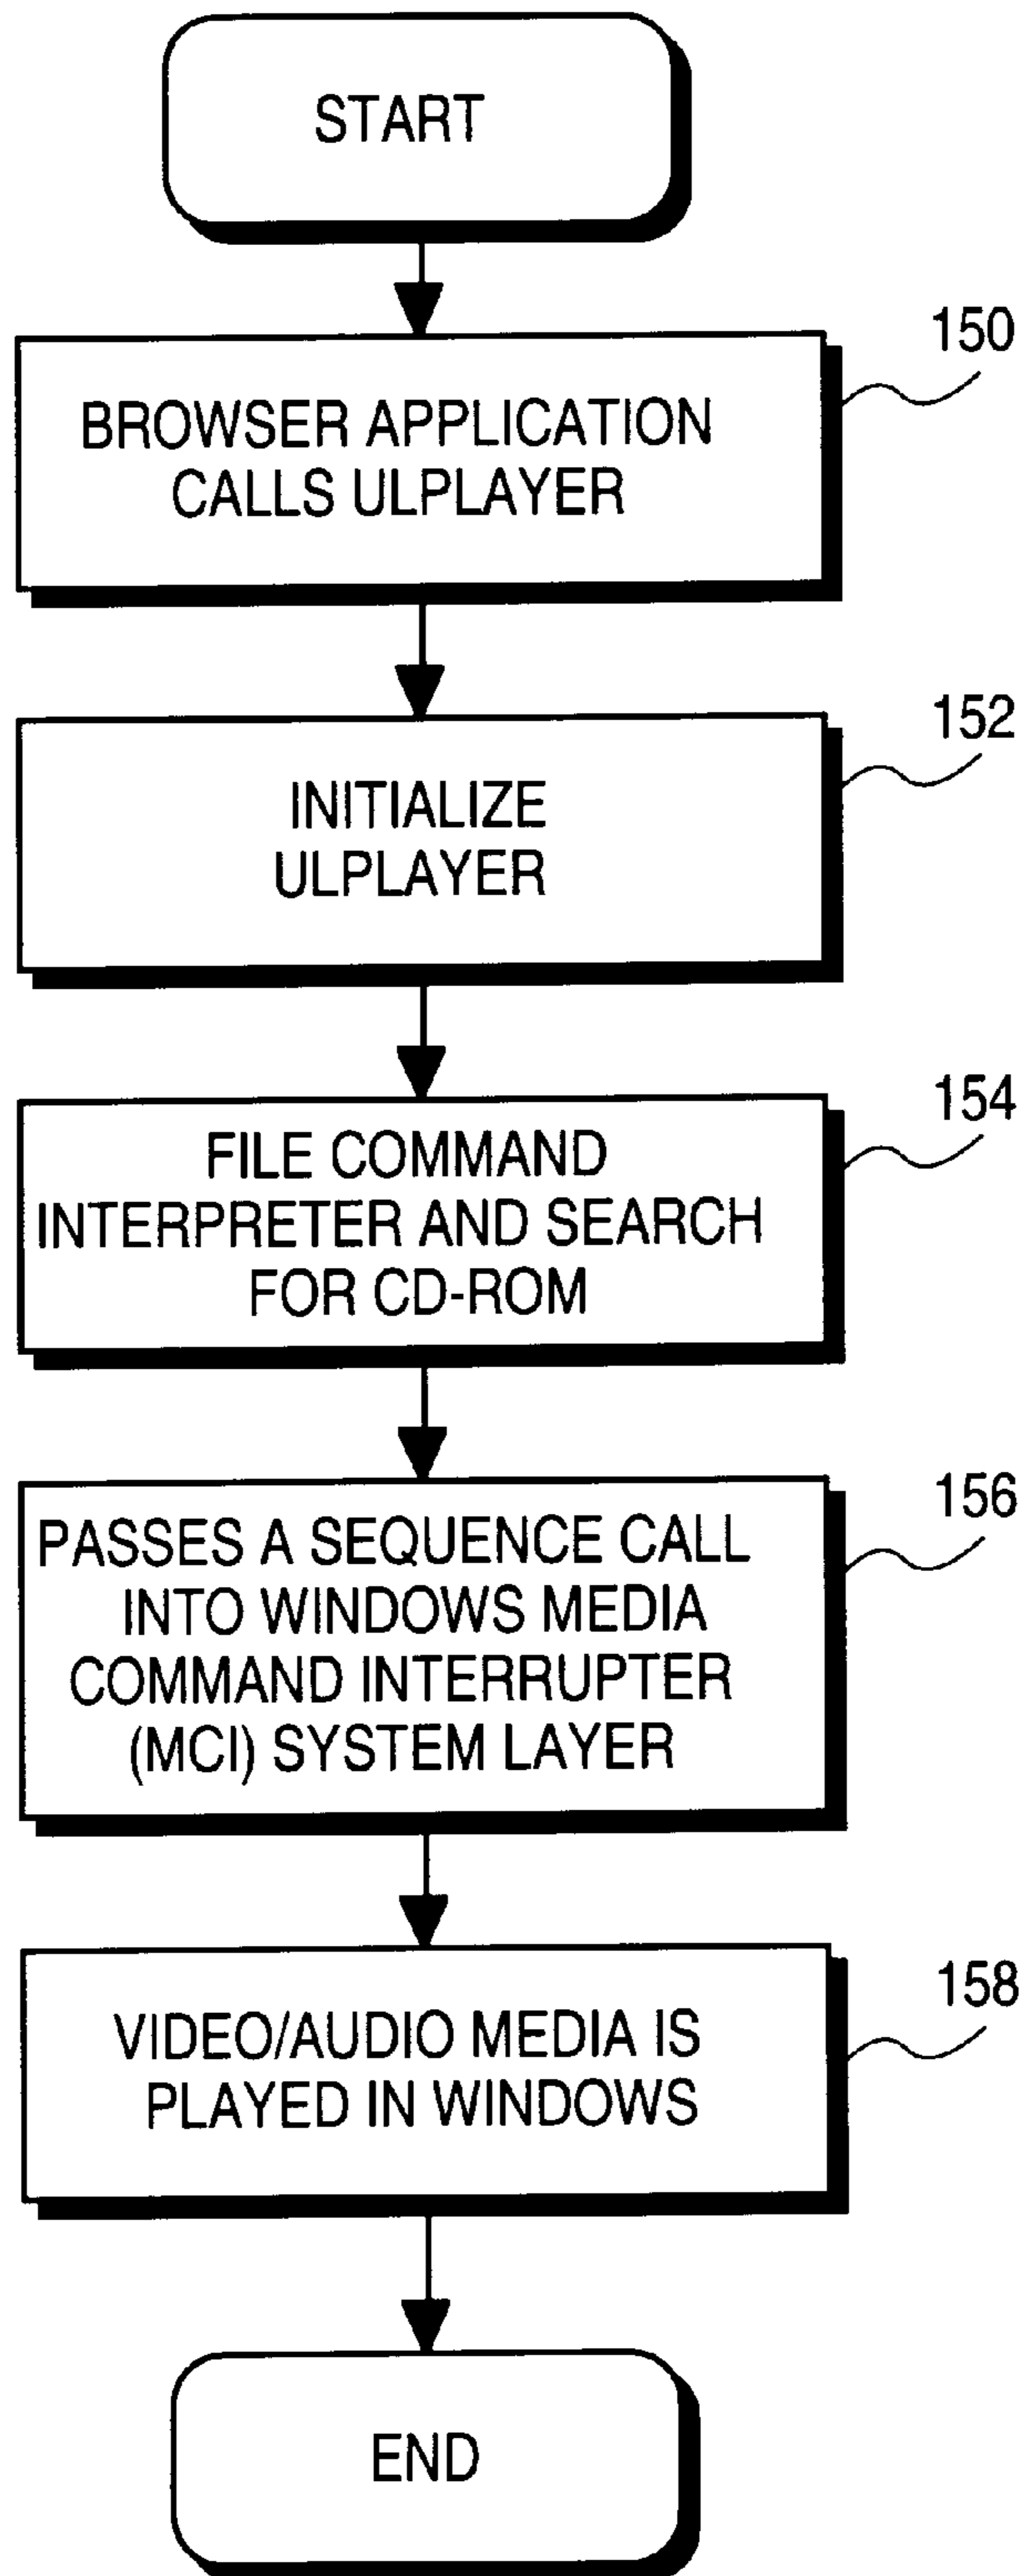 START
150
BROWSER APPLICATION
CALLS ULPLAYER
152
INITIALIZE
ULPLAYER
154
FILE COMMAND
INTERPRETER AND SEARCH
FOR CD-ROM
156
PASSES A SEQUENCE CALL
INTO WINDOWS MEDIA
COMMAND INTERRUPTER
(MCI) SYSTEM LAYER
158
VIDEO/AUDIO MEDIA IS
PLAYED IN WINDOWS
END